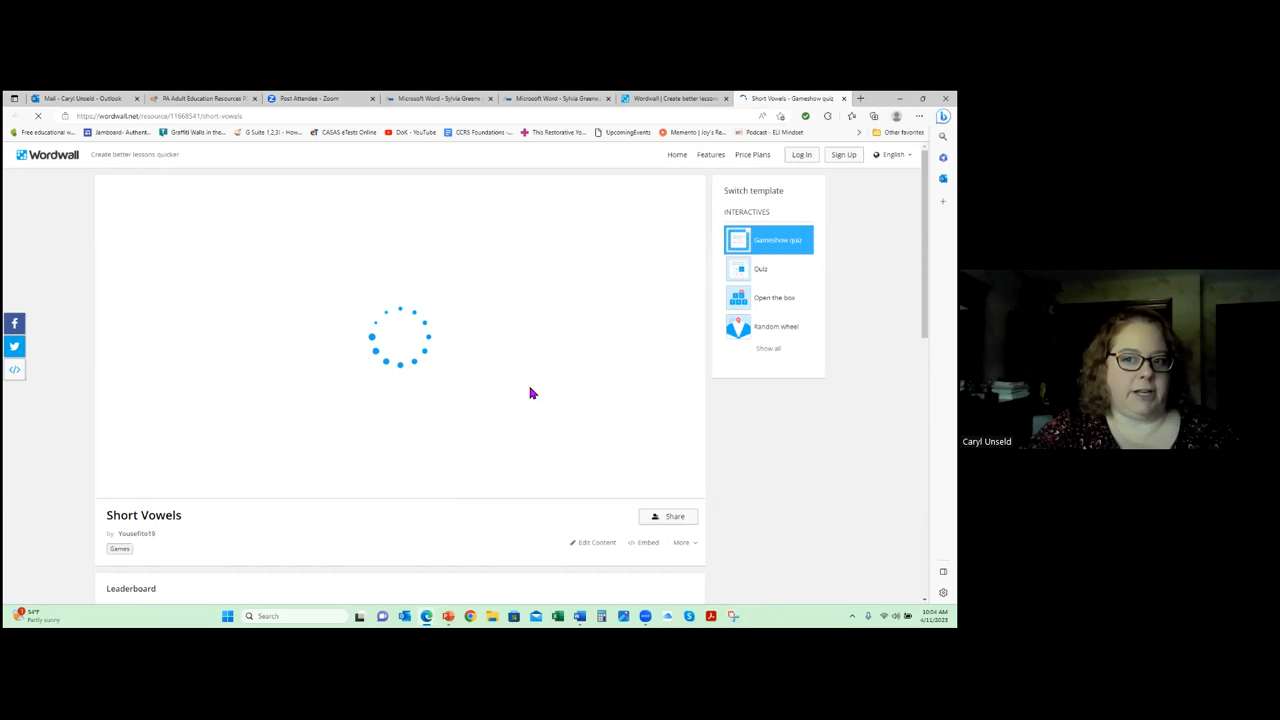 Mail - Caryl Unseld - Outlook
PA Adult Education Resources P
Post Attendee - Zoom
Microsoft Word - Sylvia Greene
Microsoft Word - Sylvia Greene
Wordwall | Create better lessons
Short Vowels - Gameshow quiz
https://wordwall.net/resource/11668541/short-vowels
Free educational w...
Jamboard- Authent...
Graffiti Walls in the...
G Suite 1,2,3) - How...
CASAS eTests Online
DoK - YouTube
CCRS Foundations -...
This Restorative Yo...
UpcomingEvents
Memento | Joy's Re...
Podcast - ELI Mindset
Other favorites
Wordwall
Create better lessons quicker
Home
Features
Price Plans
Log In
Sign Up
English
Switch template
INTERACTIVES
Gameshow quiz
Quiz
Open the box
Random wheel
Show all
Short Vowels
Share
by Yousefito19
Edit Content
Embed
More
Games
Leaderboard
Caryl Unseld
54°F
Partly sunny
Search
10:04 AM
4/11/2023